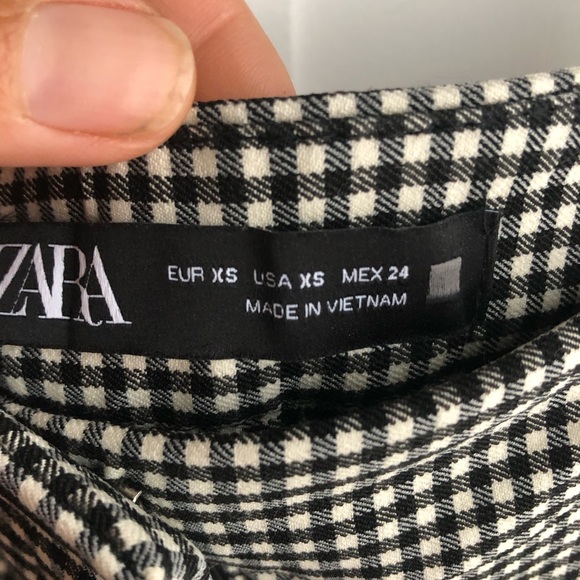 ZARA
EUR XS USA XS MEX 24
MADE IN VIETNAM